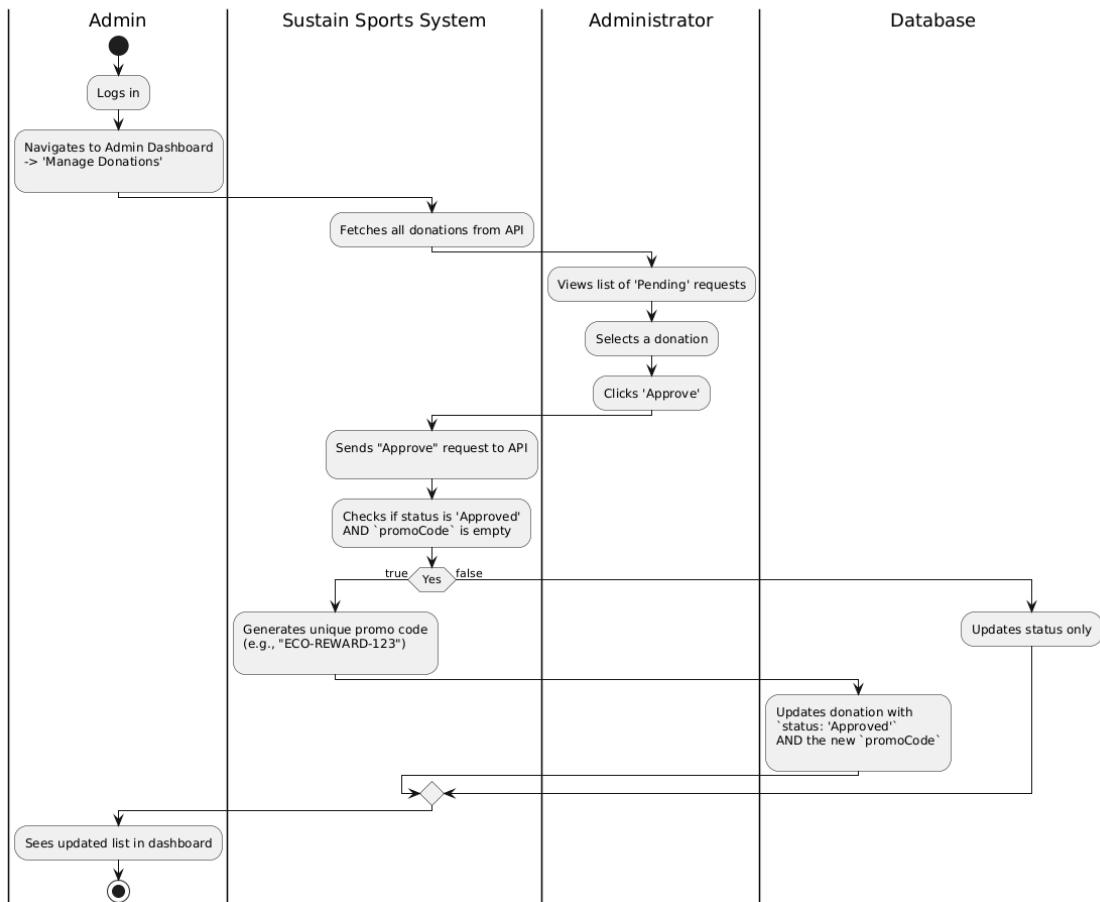 Admin
Sustain Sports System
Administrator
Database
Logs in
Navigates to Admin Dashboard
-> 'Manage Donations'
Fetches all donations from API
Views list of 'Pending' requests
Selects a donation
Clicks 'Approve'
Sends "Approve" request to API
Checks if status is 'Approved'
AND `promoCode` is empty
true
Yes
false
Generates unique promo code
(e.g., "ECO-REWARD-123")
Updates status only
Updates donation with
`status: 'Approved'`
AND the new `promoCode`
Sees updated list in dashboard